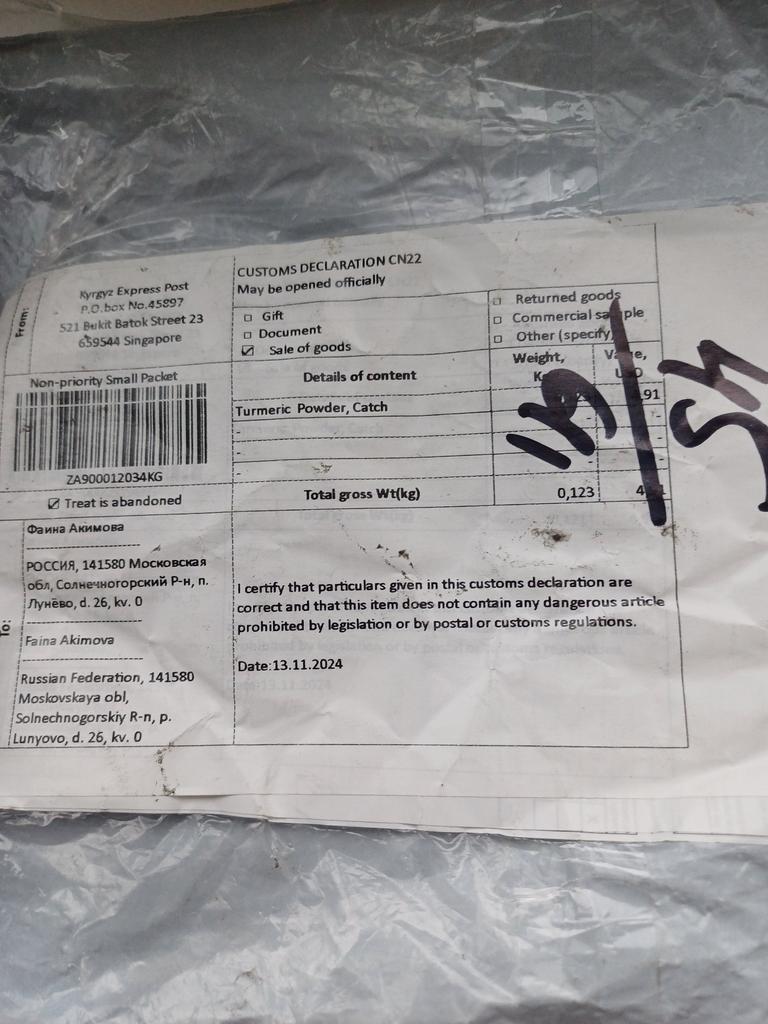 From:
Kyrgyz Express Post
P.O.box No.45897
521 Bukit Batok Street 23
659544 Singapore
CUSTOMS DECLARATION CN22
May be opened officially
□ Gift
□ Document
☑ Sale of goods
□ Returned goods
□ Commercial sample
□ Other (specify)
Non-priority Small Packet
ZA900012034KG
☑ Treat is abandoned
Details of content
Weight,
Value,
Turmeric Powder, Catch
-
-
-
-
Total gross Wt(kg)
0,123
To:
Фаина Акимова
РОССИЯ, 141580 Московская
обл, Солнечногорский Р-н, п.
Лунёво, d. 26, kv. 0
Faina Akimova
Russian Federation, 141580
Moskovskaya obl,
Solnechnogorskiy R-n, p.
Lunyovo, d. 26, kv. 0
I certify that particulars given in this customs declaration are
correct and that this item does not contain any dangerous article
prohibited by legislation or by postal or customs regulations.
Date:13.11.2024